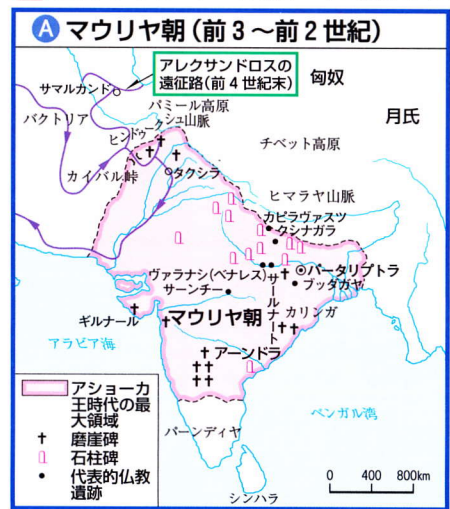 A マウリヤ朝(前3～前2世紀)
アレクサンドロスの
遠征路(前4世紀末)
匈奴
サマルカンド
月氏
バクトリア
パミール高原
ヒンドゥークシュ山脈
チベット高原
カイバル峠
タクシラ
ヒマラヤ山脈
カピラヴァスツ
クシナガラ
ヴァラナシ(ベナレス)
パータリプトラ
サーンチー
サールナート
ブッダガヤ
ギルナール
マウリヤ朝
カリンガ
アラビア海
アーンドラ
アショーカ
王時代の最
大領域
磨崖碑
石柱碑
代表的仏教
遺跡
パーンディヤ
ベンガル湾
シンハラ
0 400 800km